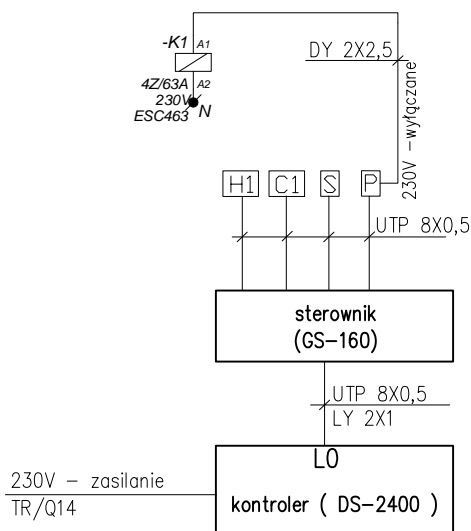 -K1 A1
DY 2X2,5
4Z/63A A2
230V
ESC463 N
230V -wyłączane
H1 C1 S P
UTP 8X0,5
sterownik
(GS-160)
UTP 8X0,5
LY 2X1
LO
230V - zasilanie
TR/Q14
kontroler ( DS-2400 )